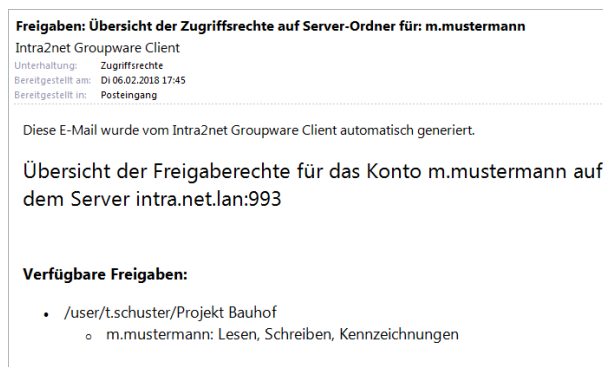 Freigaben: Übersicht der Zugriffsrechte auf Server-Ordner für: m.mustermann
Intra2net Groupware Client
Unterhaltung: Zugriffsrechte
Bereitgestellt am: Di 06.02.2018 17:45
Bereitgestellt in: Posteingang
Diese E-Mail wurde vom Intra2net Groupware Client automatisch generiert.
Übersicht der Freigaberechte für das Konto m.mustermann auf
dem Server intra.net.lan:993
Verfügbare Freigaben:
• /user/t.schuster/Projekt Bauhof
o m.mustermann: Lesen, Schreiben, Kennzeichnungen